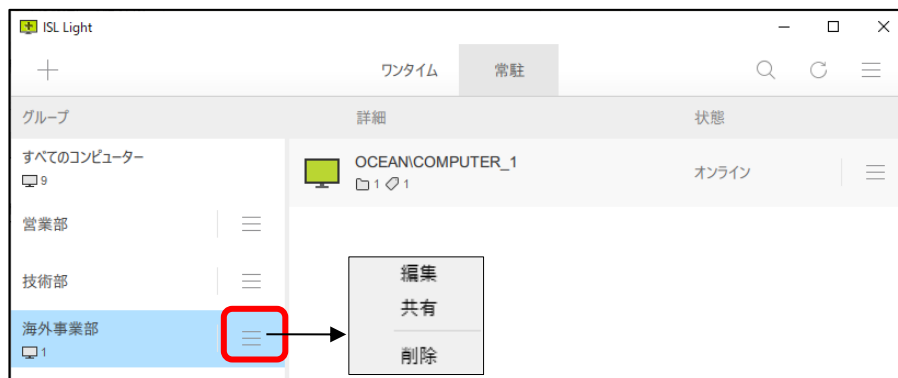 ISL Light
ワンタイム 常駐
グループ 詳細 状態
すべてのコンピューター
9
OCEAN\COMPUTER_1
1 1
オンライン
営業部
技術部
海外事業部
1
編集
共有
削除